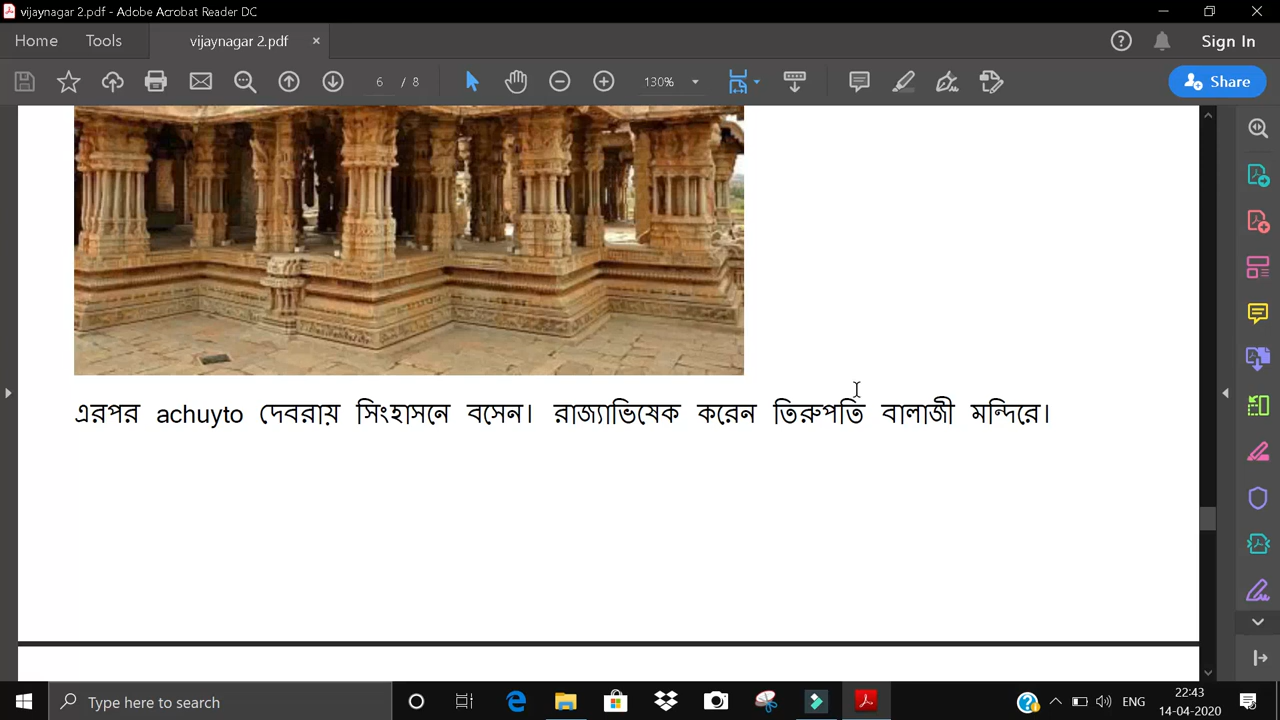 vijaynagar 2.pdf - Adobe Acrobat Reader DC
Home Tools vijaynagar 2.pdf × Sign In
6 / 8 130% Share
এরপর achuyto দেবরায় সিংহাসনে বসেন। রাজ্যাভিষেক করেন তিরুপতি বালাজী মন্দিরে।
Type here to search ENG 22:43
14-04-2020